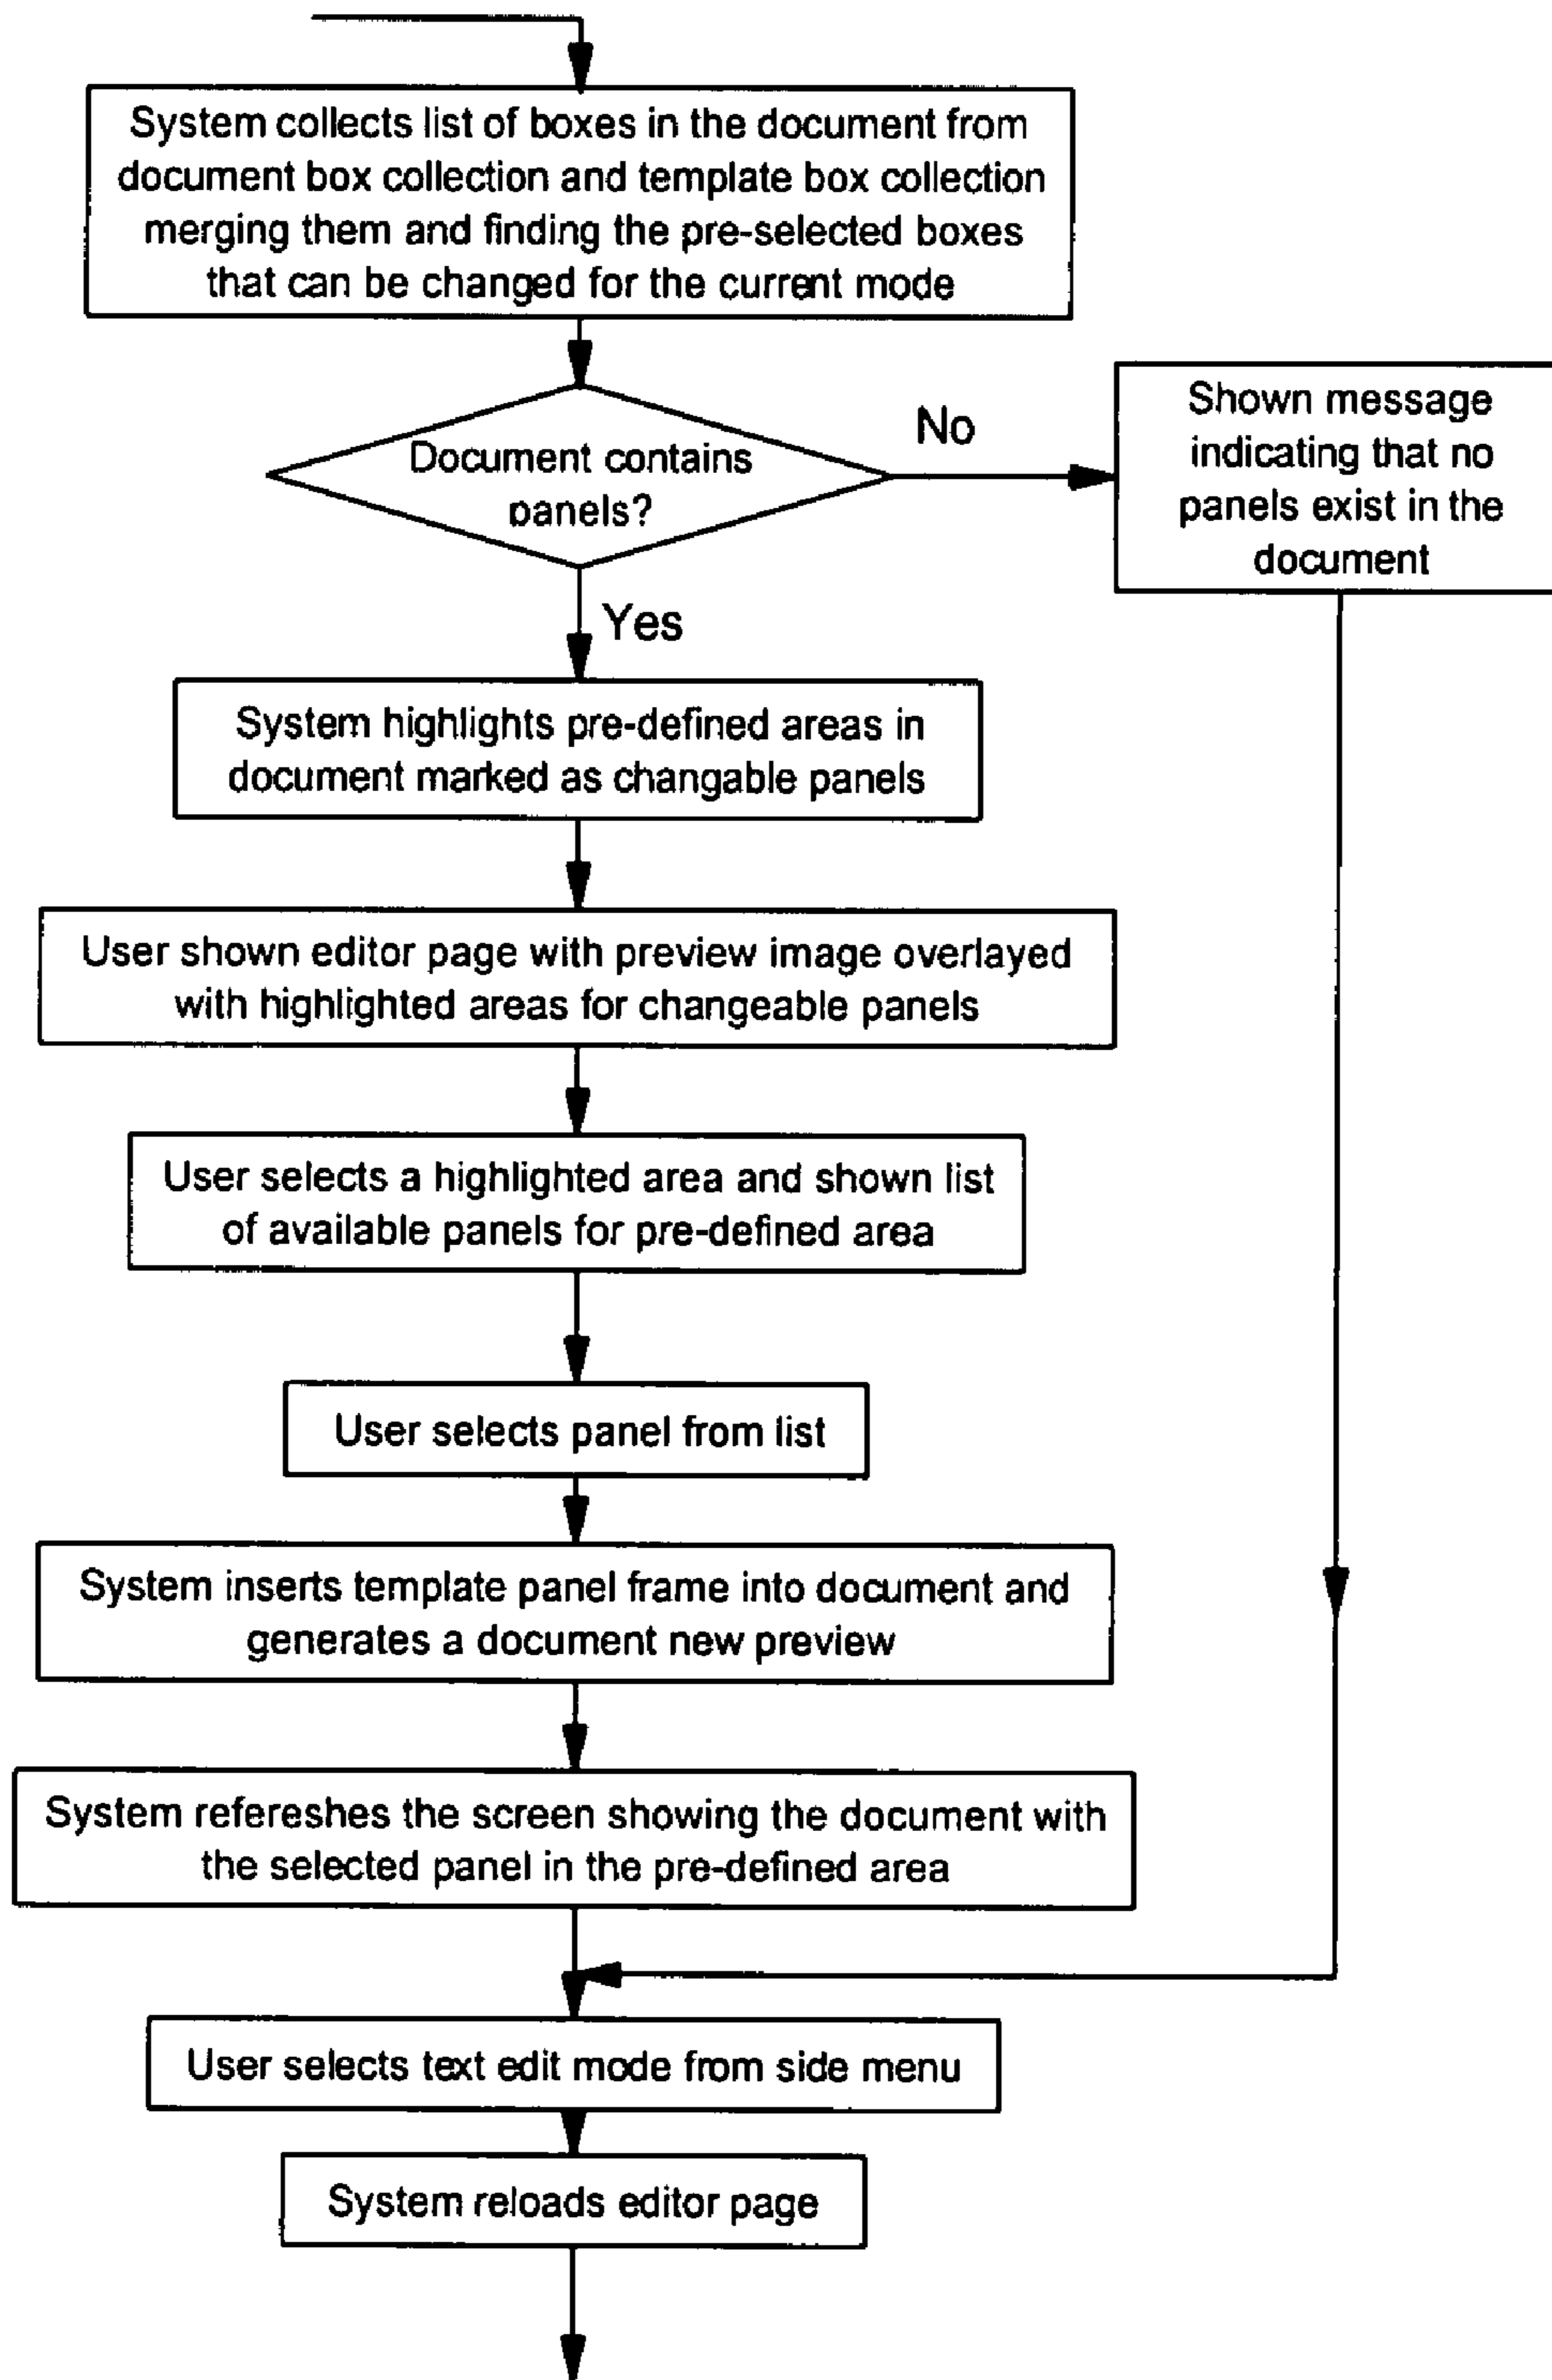 System collects list of boxes in the document from
document box collection and template box collection
merging them and finding the pre-selected boxes
that can be changed for the current mode
Document contains
panels?
No
Shown message
indicating that no
panels exist in the
document
Yes
System highlights pre-defined areas in
document marked as changable panels
User shown editor page with preview image overlayed
with highlighted areas for changeable panels
User selects a highlighted area and shown list
of available panels for pre-defined area
User selects panel from list
System inserts template panel frame into document and
generates a document new preview
System refereshes the screen showing the document with
the selected panel in the pre-defined area
User selects text edit mode from side menu
System reloads editor page